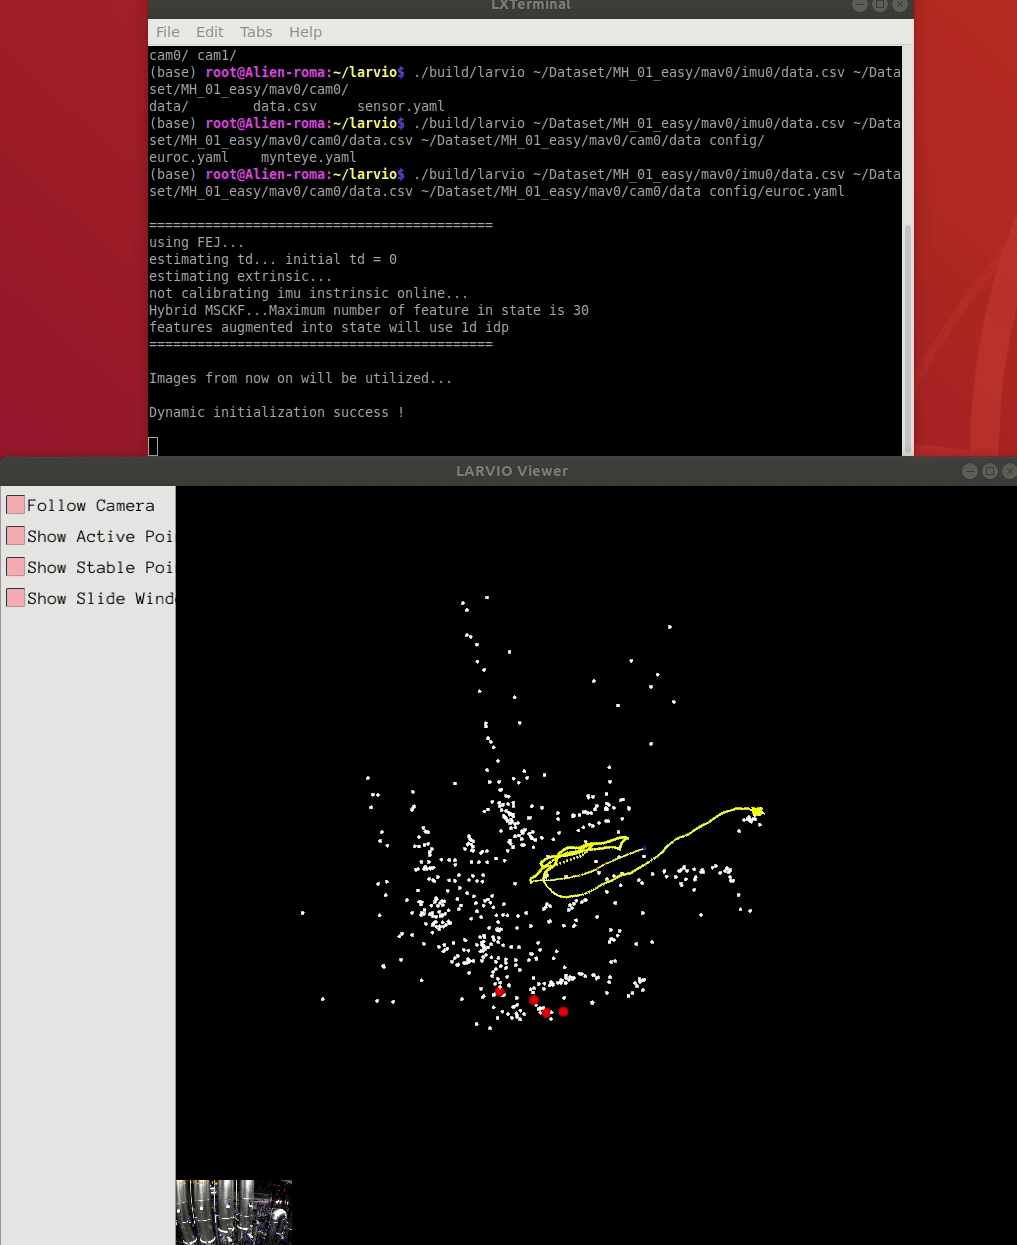 LXTerminal
File Edit Tabs Help
cam0/ cam1/
(base) root@Alien-roma:~/larvio$ ./build/larvio ~/Dataset/MH_01_easy/mav0/imu0/data.csv ~/Data
set/MH_01_easy/mav0/cam0/
data/ data.csv sensor.yaml
(base) root@Alien-roma:~/larvio$ ./build/larvio ~/Dataset/MH_01_easy/mav0/imu0/data.csv ~/Data
set/MH_01_easy/mav0/cam0/data.csv ~/Dataset/MH_01_easy/mav0/cam0/data config/
euroc.yaml mynteye.yaml
(base) root@Alien-roma:~/larvio$ ./build/larvio ~/Dataset/MH_01_easy/mav0/imu0/data.csv ~/Data
set/MH_01_easy/mav0/cam0/data.csv ~/Dataset/MH_01_easy/mav0/cam0/data config/euroc.yaml
===========================================
using FEJ...
estimating td... initial td = 0
estimating extrinsic...
not calibrating imu instrinsic online...
Hybrid MSCKF...Maximum number of feature in state is 30
features augmented into state will use 1d idp
===========================================
Images from now on will be utilized...
Dynamic initialization success !
LARVIO Viewer
Follow Camera
Show Active Poi
Show Stable Poi
Show Slide Wind